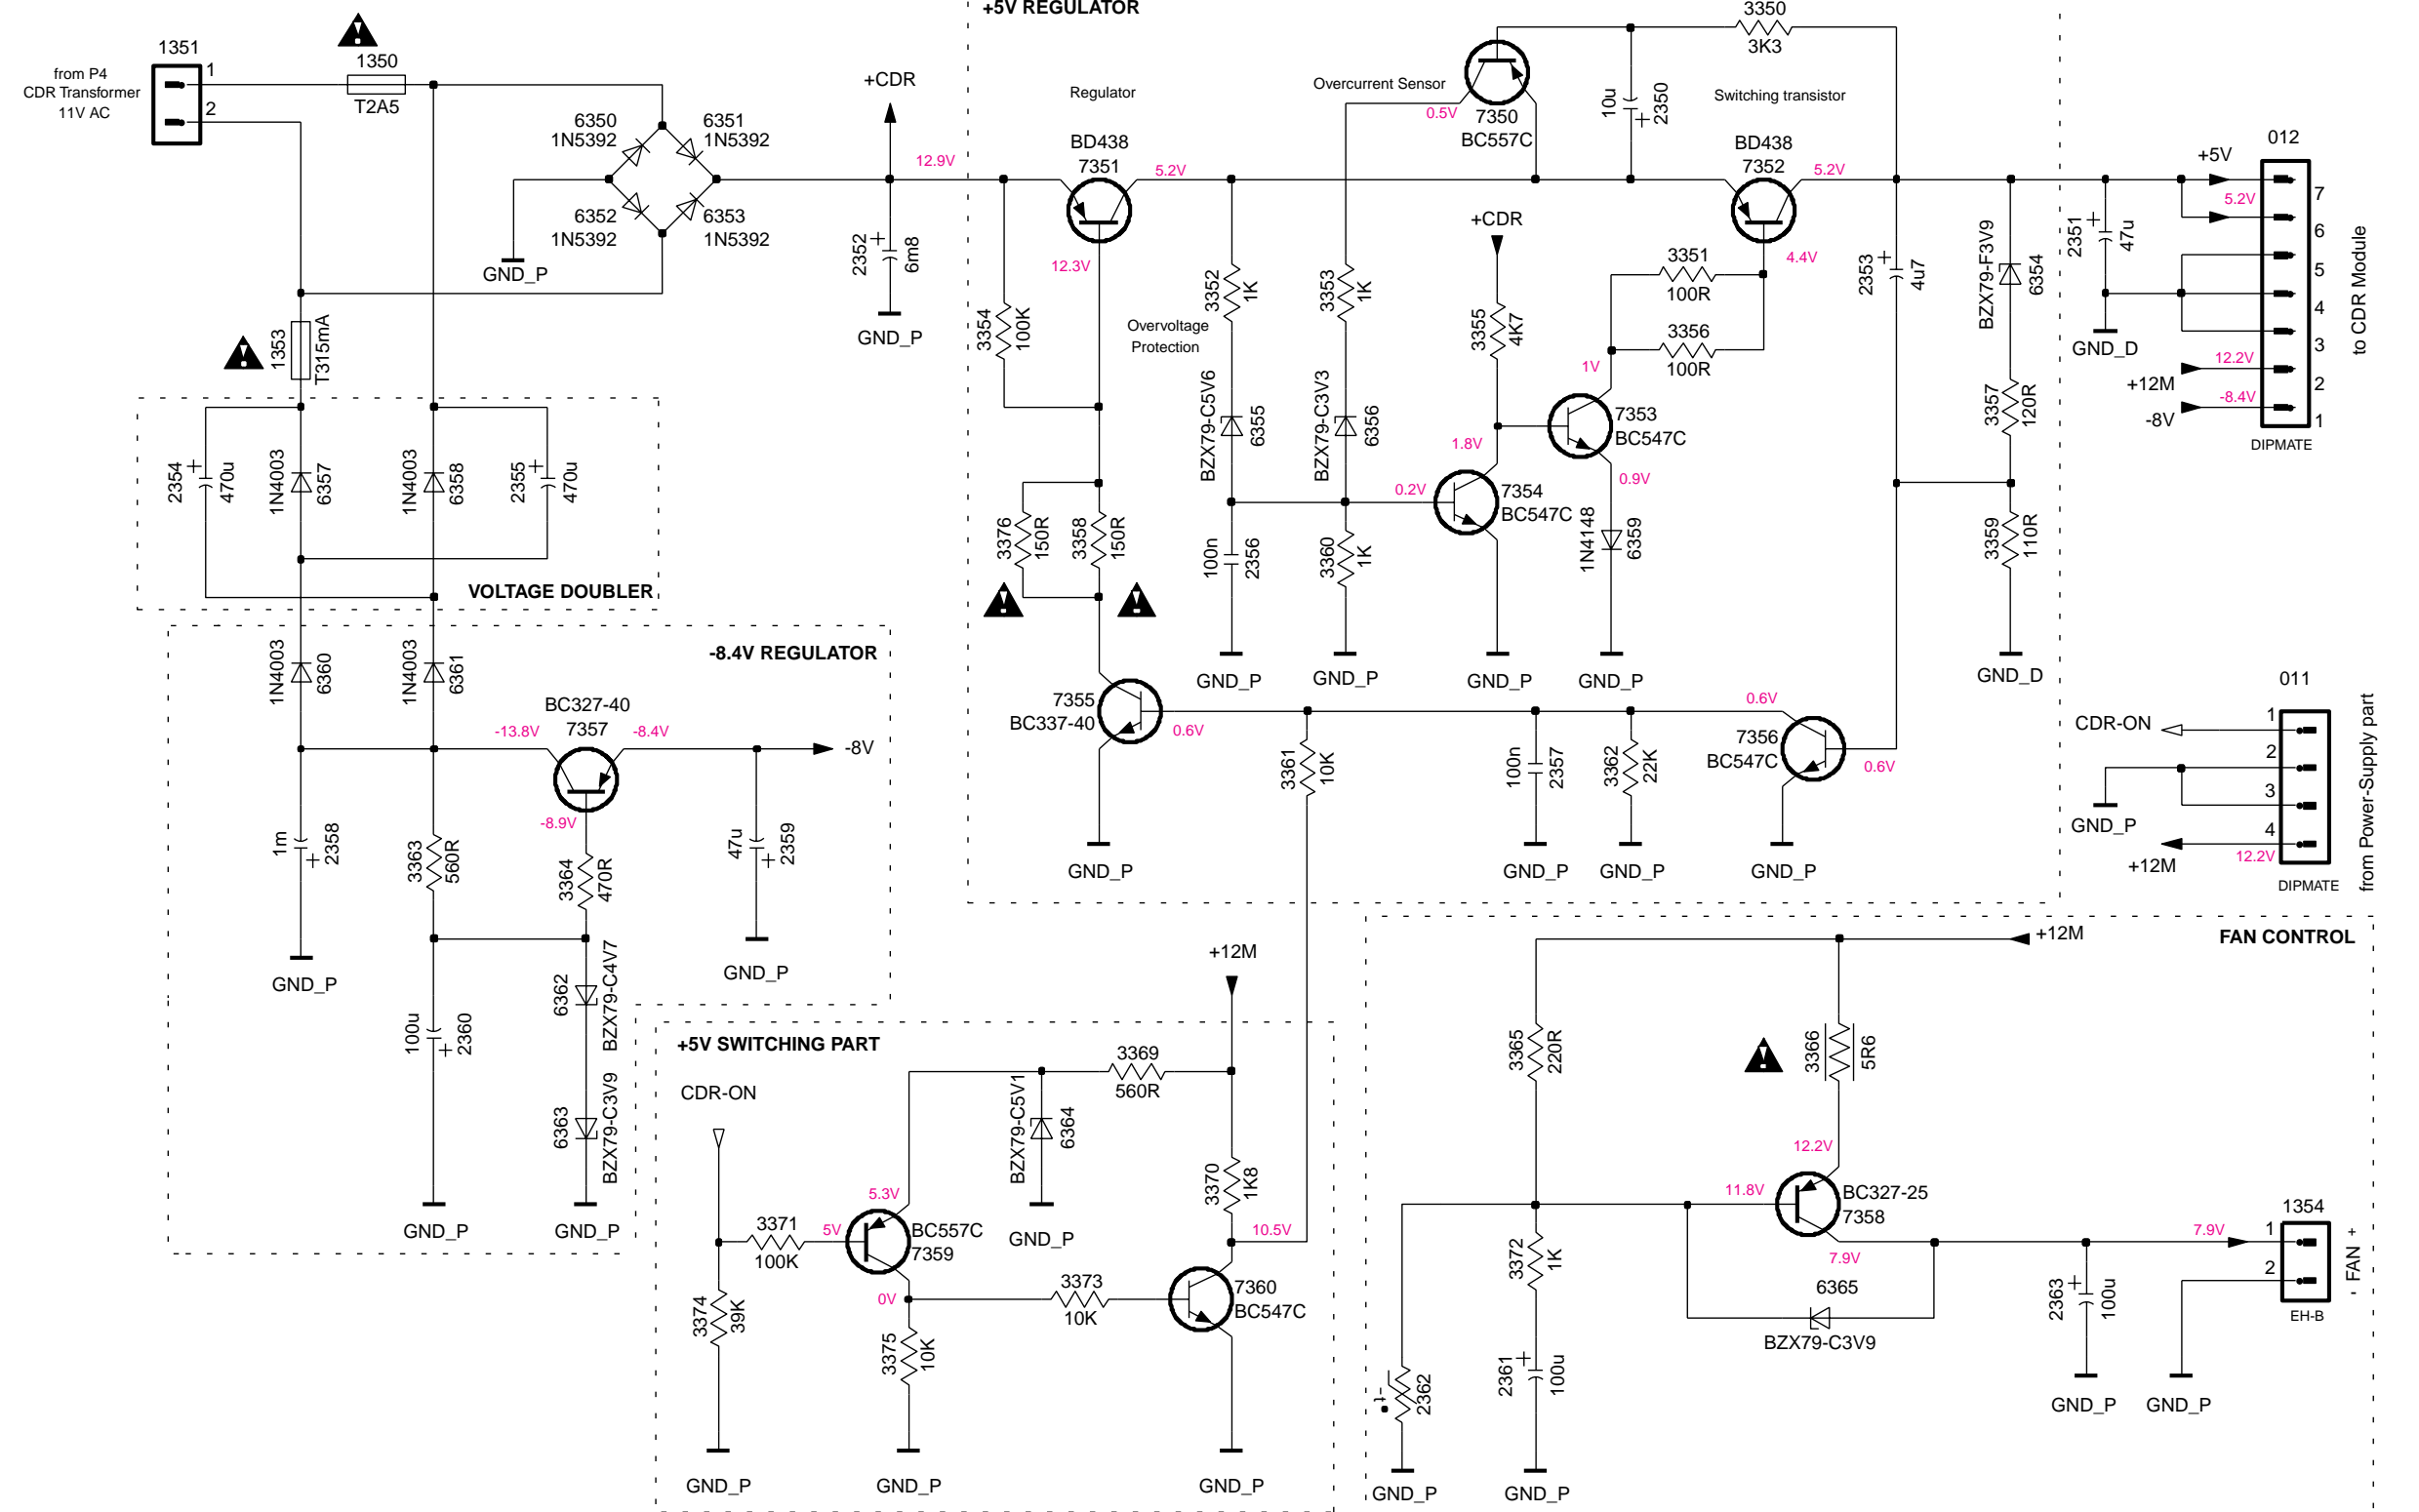 +5V REGULATOR
3350
3K3
1351
1350
T2A5
from P4
CDR Transformer
11V AC
1
2
+CDR
Regulator
Overcurrent Sensor
0.5V
7350
BC557C
10u
+
2350
Switching transistor
6350
1N5392
6351
1N5392
6352
1N5392
6353
1N5392
12.9V
BD438
7351
5.2V
BD438
7352
5.2V
012
+5V
5.2V
7
6
5
4
3
2
1
to CDR Module
GND_P
2352
+
6m8
GND_P
12.3V
3354
100K
Overvoltage
Protection
3352
1K
3353
1K
+CDR
3355
4K7
3351
100R
3356
100R
4.4V
1V
2353
+
4u7
BZX79-F3V9
6354
2351
+
47u
GND_D
12.2V
+12M
-8.4V
-8V
DIPMATE
1353
T315mA
BZX79-C5V6
6355
BZX79-C3V3
6356
1.8V
7353
BC547C
0.9V
3357
120R
2354
+
470u
1N4003
6357
1N4003
6358
2355
+
470u
VOLTAGE DOUBLER
3376
150R
3358
150R
100n
2356
3360
1K
0.2V
7354
BC547C
1N4148
6359
3359
110R
GND_P
GND_P
GND_P
GND_P
GND_D
-8.4V REGULATOR
1N4003
6360
1N4003
6361
BC327-40
7357
-13.8V
-8.4V
-8V
-8.9V
7355
BC337-40
0.6V
0.6V
7356
BC547C
0.6V
011
CDR-ON
1
2
3
4
GND_P
12.2V
+12M
DIPMATE
from Power-Supply part
1m
+
2358
3363
560R
3364
470R
47u
+
2359
3361
10K
100n
2357
3362
22K
GND_P
GND_P
GND_P
GND_P
GND_P
GND_P
100u
+
2360
6362
BZX79-C4V7
6363
BZX79-C3V9
GND_P
GND_P
+12M
+5V SWITCHING PART
CDR-ON
3369
560R
BZX79-C5V1
6364
GND_P
3370
1K8
10.5V
5.3V
3371
100K
5V
BC557C
7359
0V
3373
10K
7360
BC547C
3374
39K
3375
10K
GND_P
GND_P
GND_P
FAN CONTROL
+12M
3365
220R
3366
5R6
12.2V
11.8V
BC327-25
7358
7.9V
3372
1K
6365
BZX79-C3V9
7.9V
1354
1
2
FAN
+
-
EH-B
-t
2362
2361
+
100u
2363
+
100u
GND_P
GND_P
GND_P
GND_P